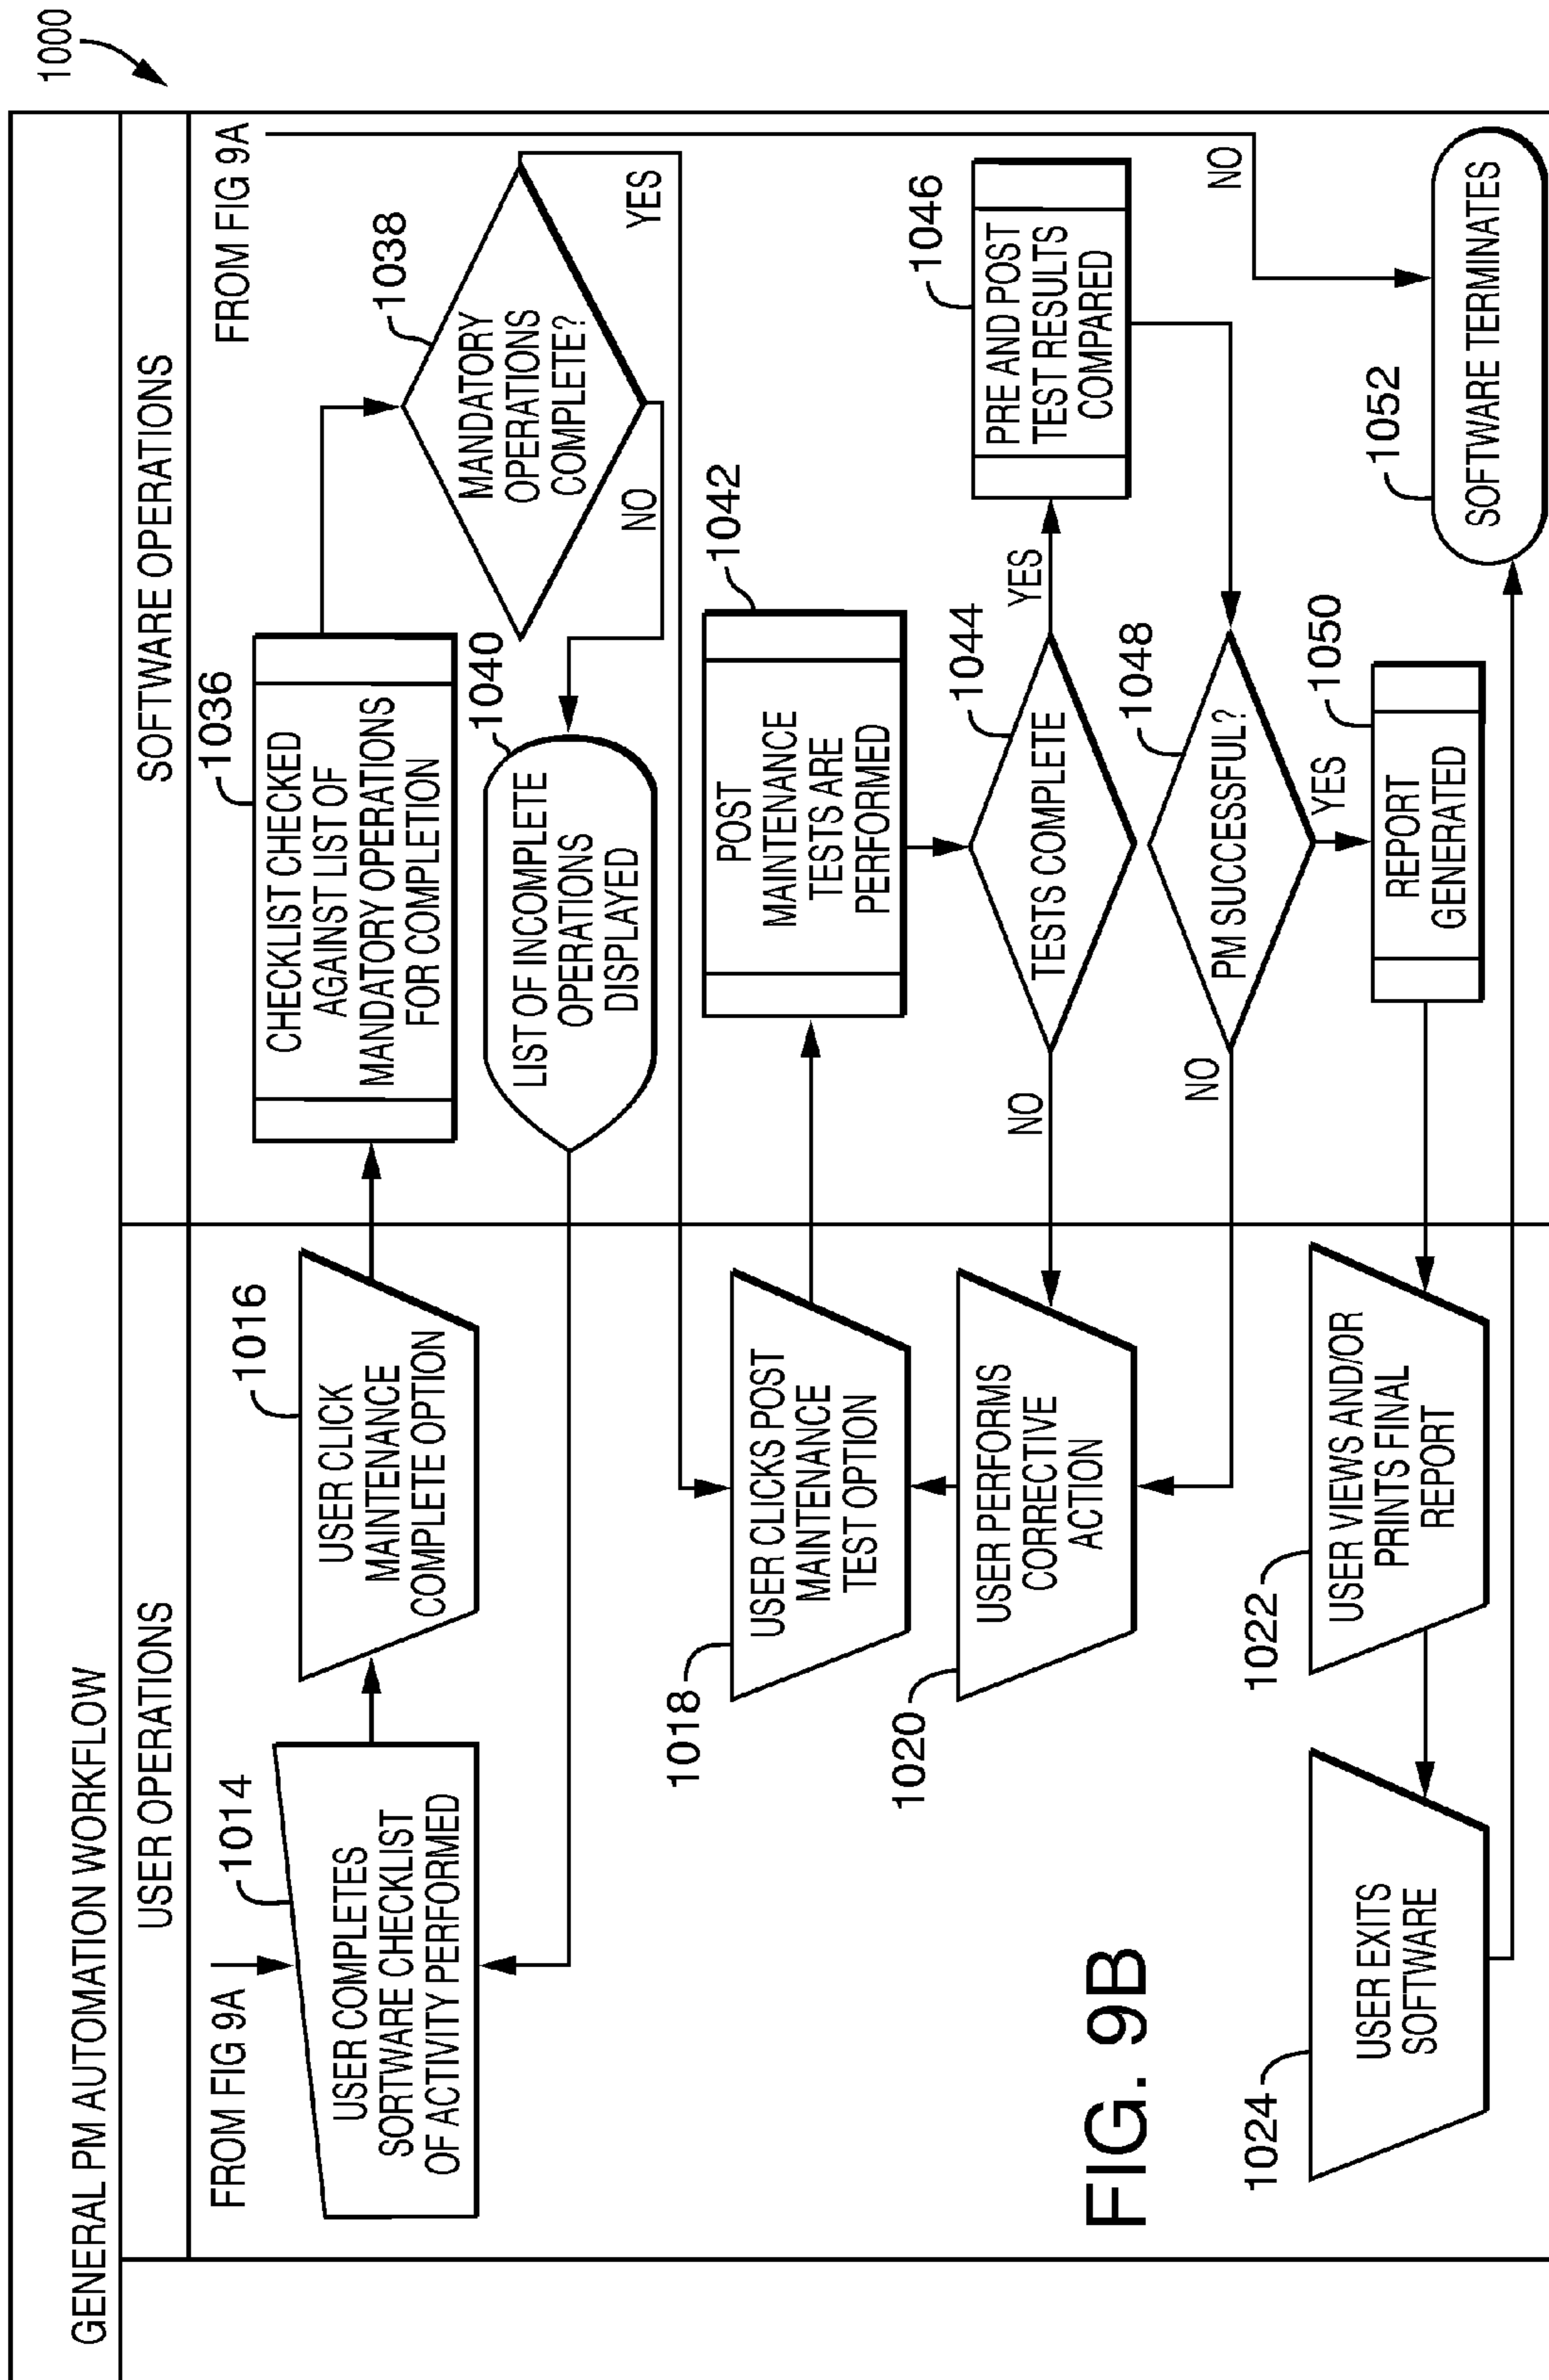 1000
GENERAL PM AUTOMATION WORKFLOW
USER OPERATIONS
SOFTWARE OPERATIONS
FROM FIG 9A
1014
USER COMPLETES
SORTWARE CHECKLIST
OF ACTIVITY PERFORMED
1016
USER CLICK
MAINTENANCE
COMPLETE OPTION
1036
CHECKLIST CHECKED
AGAINST LIST OF
MANDATORY OPERATIONS
FOR COMPLETION
FROM FIG 9A
1038
MANDATORY
OPERATIONS
COMPLETE?
YES
NO
1040
LIST OF INCOMPLETE
OPERATIONS
DISPLAYED
1018
USER CLICKS POST
MAINTENANCE
TEST OPTION
1042
POST
MAINTENANCE
TESTS ARE
PERFORMED
1020
USER PERFORMS
CORRECTIVE
ACTION
NO
1044
TESTS COMPLETE
YES
1046
PRE AND POST
TEST RESULTS
COMPARED
NO
1048
PM SUCCESSFUL?
YES
NO
1022
USER VIEWS AND/OR
PRINTS FINAL
REPORT
1050
REPORT
GENERATED
1024
USER EXITS
SOFTWARE
1052
SOFTWARE TERMINATES
FIG. 9B